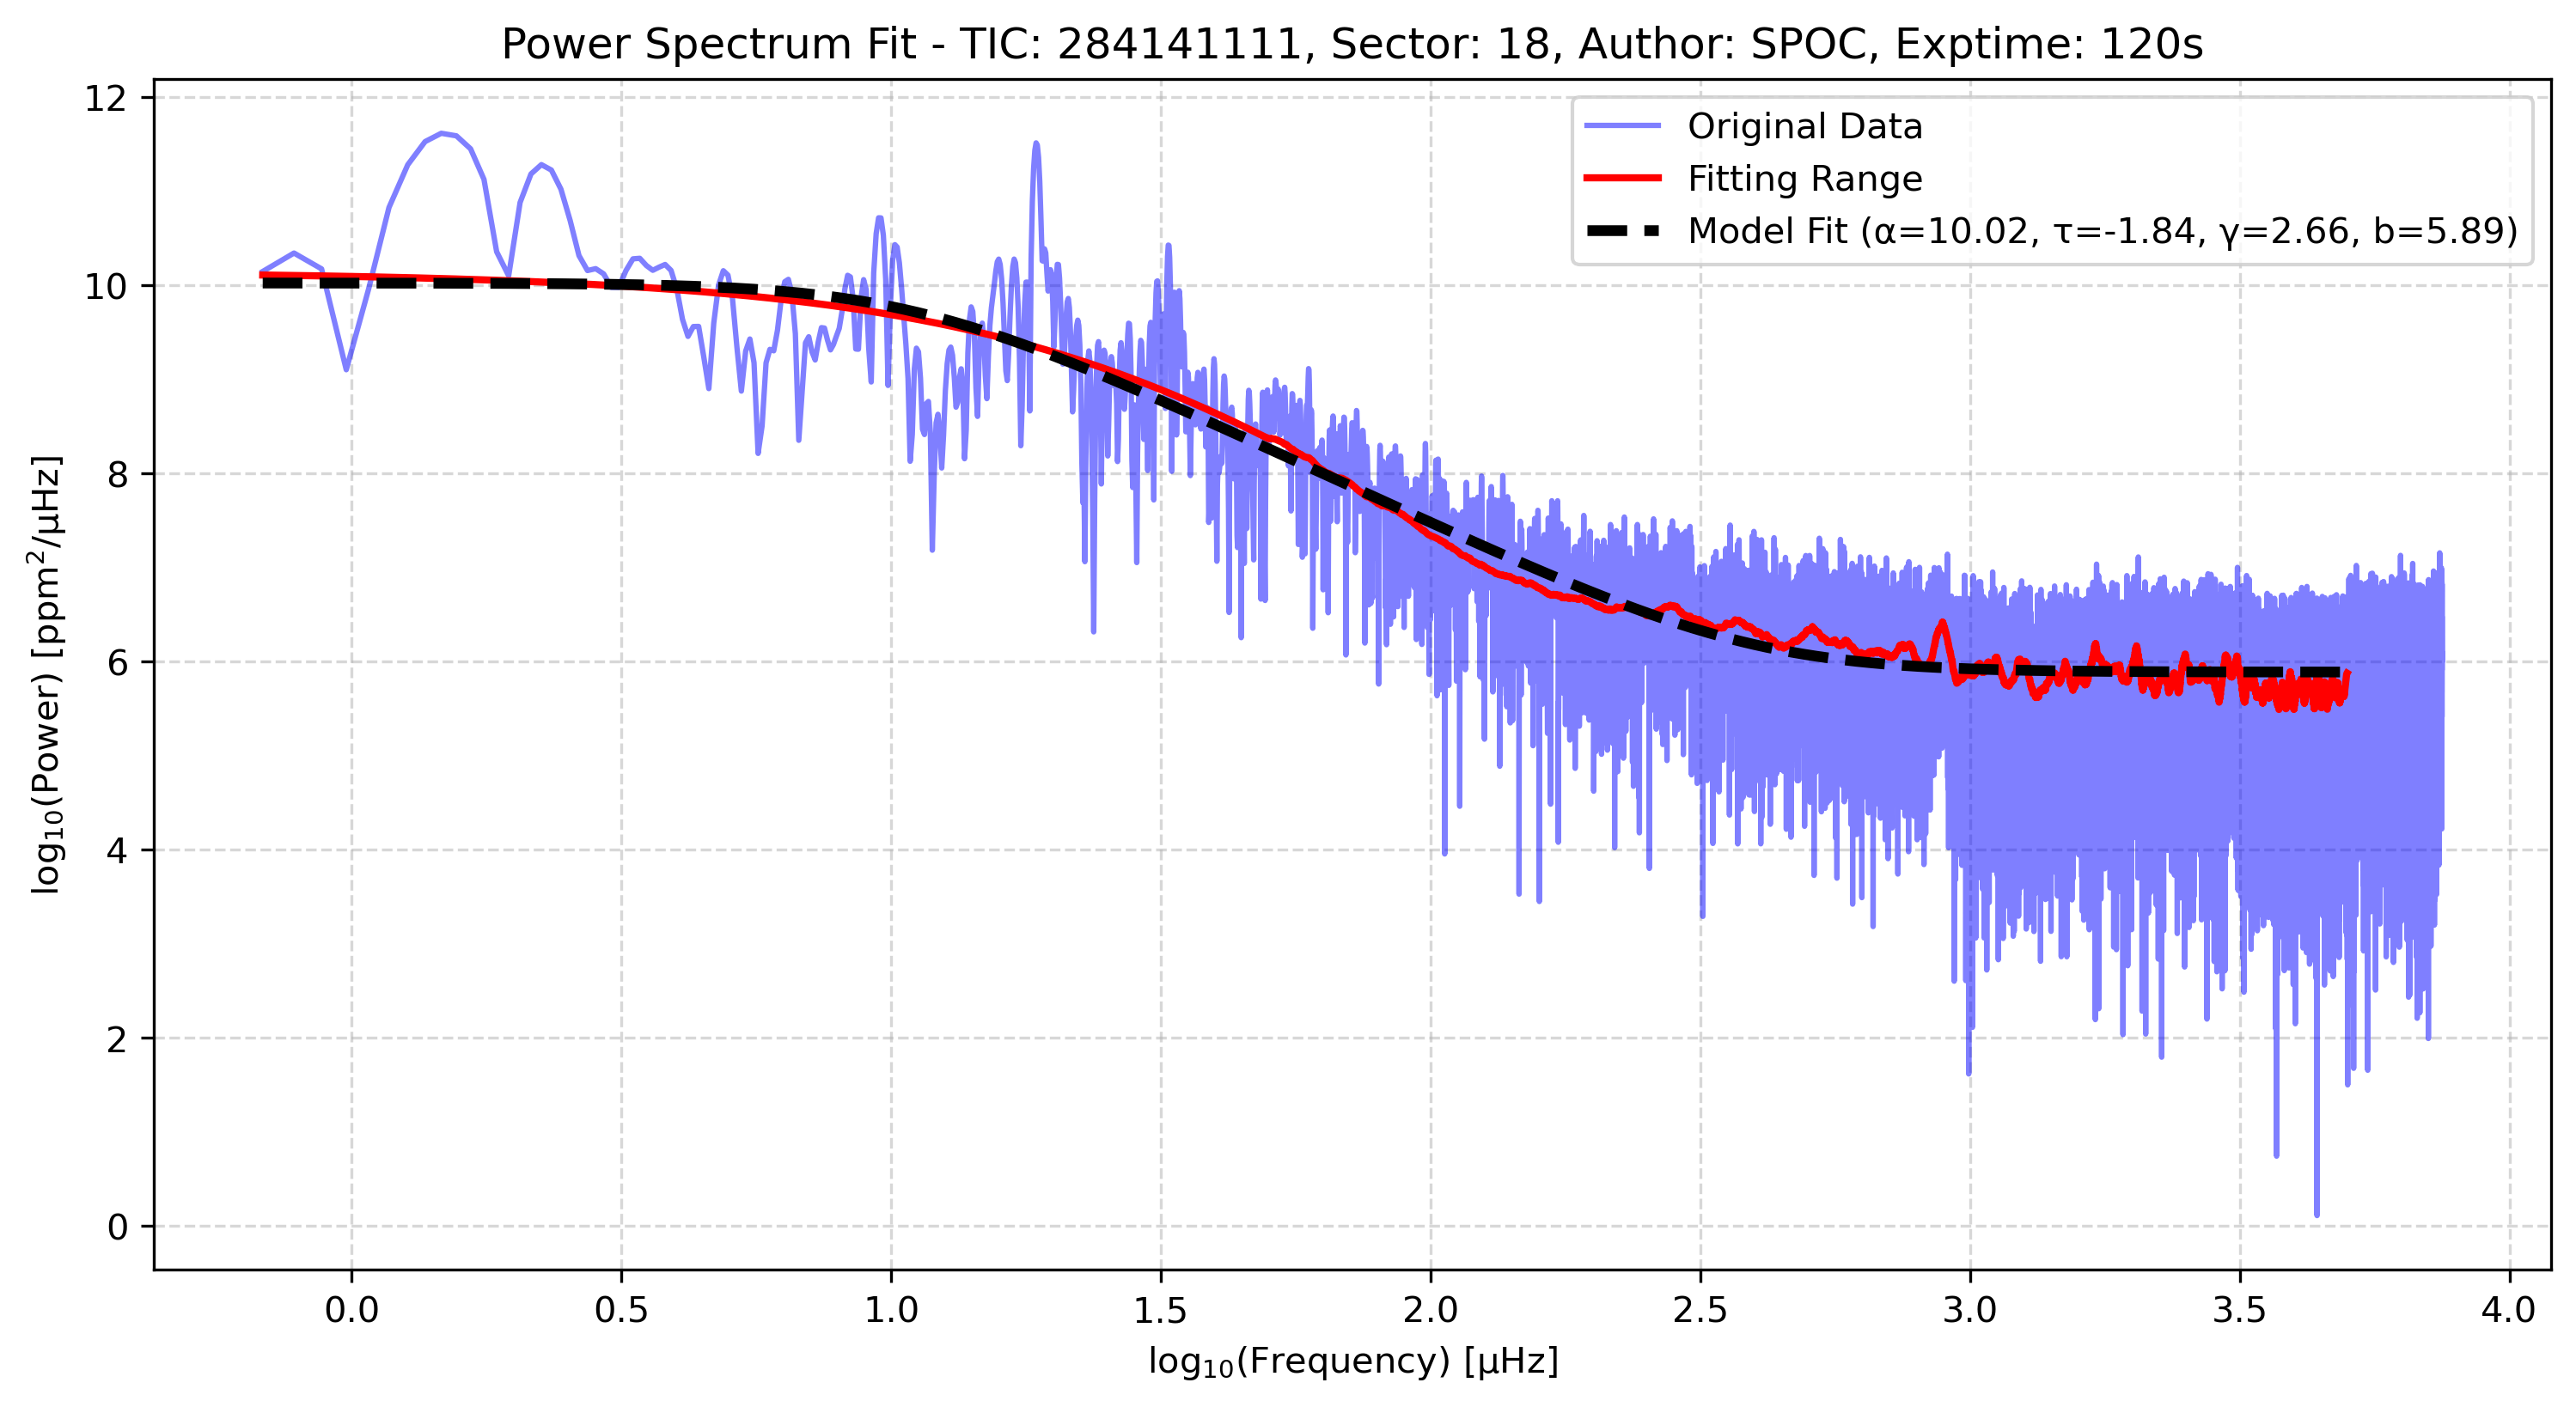 Power Spectrum Fit - TIC: 284141111, Sector: 18, Author: SPOC, Exptime: 120s
Original Data
Fitting Range
Model Fit (α=10.02, τ=-1.84, γ=2.66, b=5.89)
log₁₀(Power) [ppm²/μHz]
12
10
8
6
4
2
0
0.0 0.5 1.0 1.5 2.0 2.5 3.0 3.5 4.0
log₁₀(Frequency) [μHz]